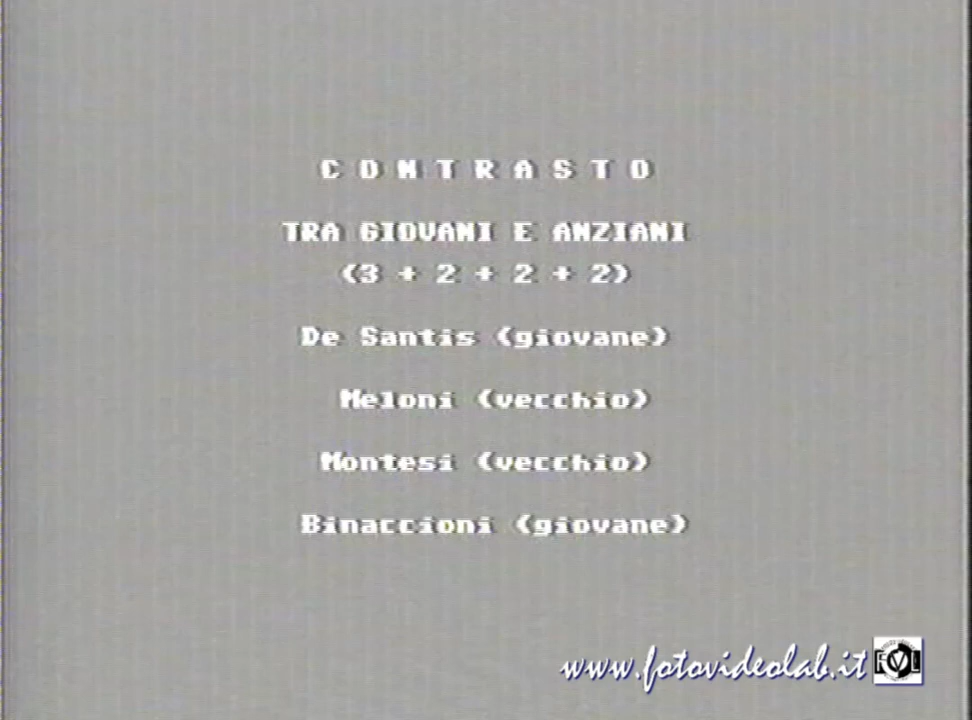 C O N T R A S T O
TRA GIOVANI E ANZIANI
(3 + 2 + 2 + 2)
De Santis (giovane)
Meloni (vecchio)
Montesi (vecchio)
Binaccioni (giovane)
www.fotovideolab.it FVL